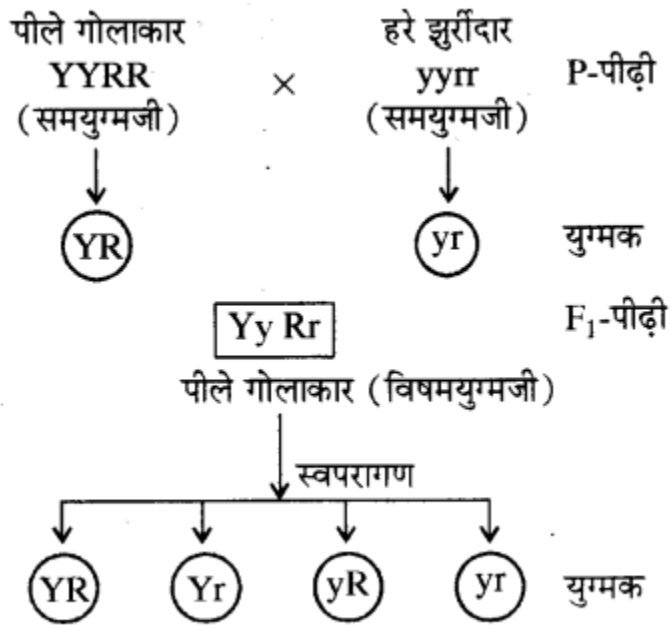 पीले गोलाकार हरे झुर्रीदार
YYRR × yyrr P-पीढ़ी
(समयुग्मजी) (समयुग्मजी)
YR yr युग्मक
Yy Rr F₁-पीढ़ी
पीले गोलाकार (विषमयुग्मजी)
स्वपरागण
YR Yr yR yr युग्मक